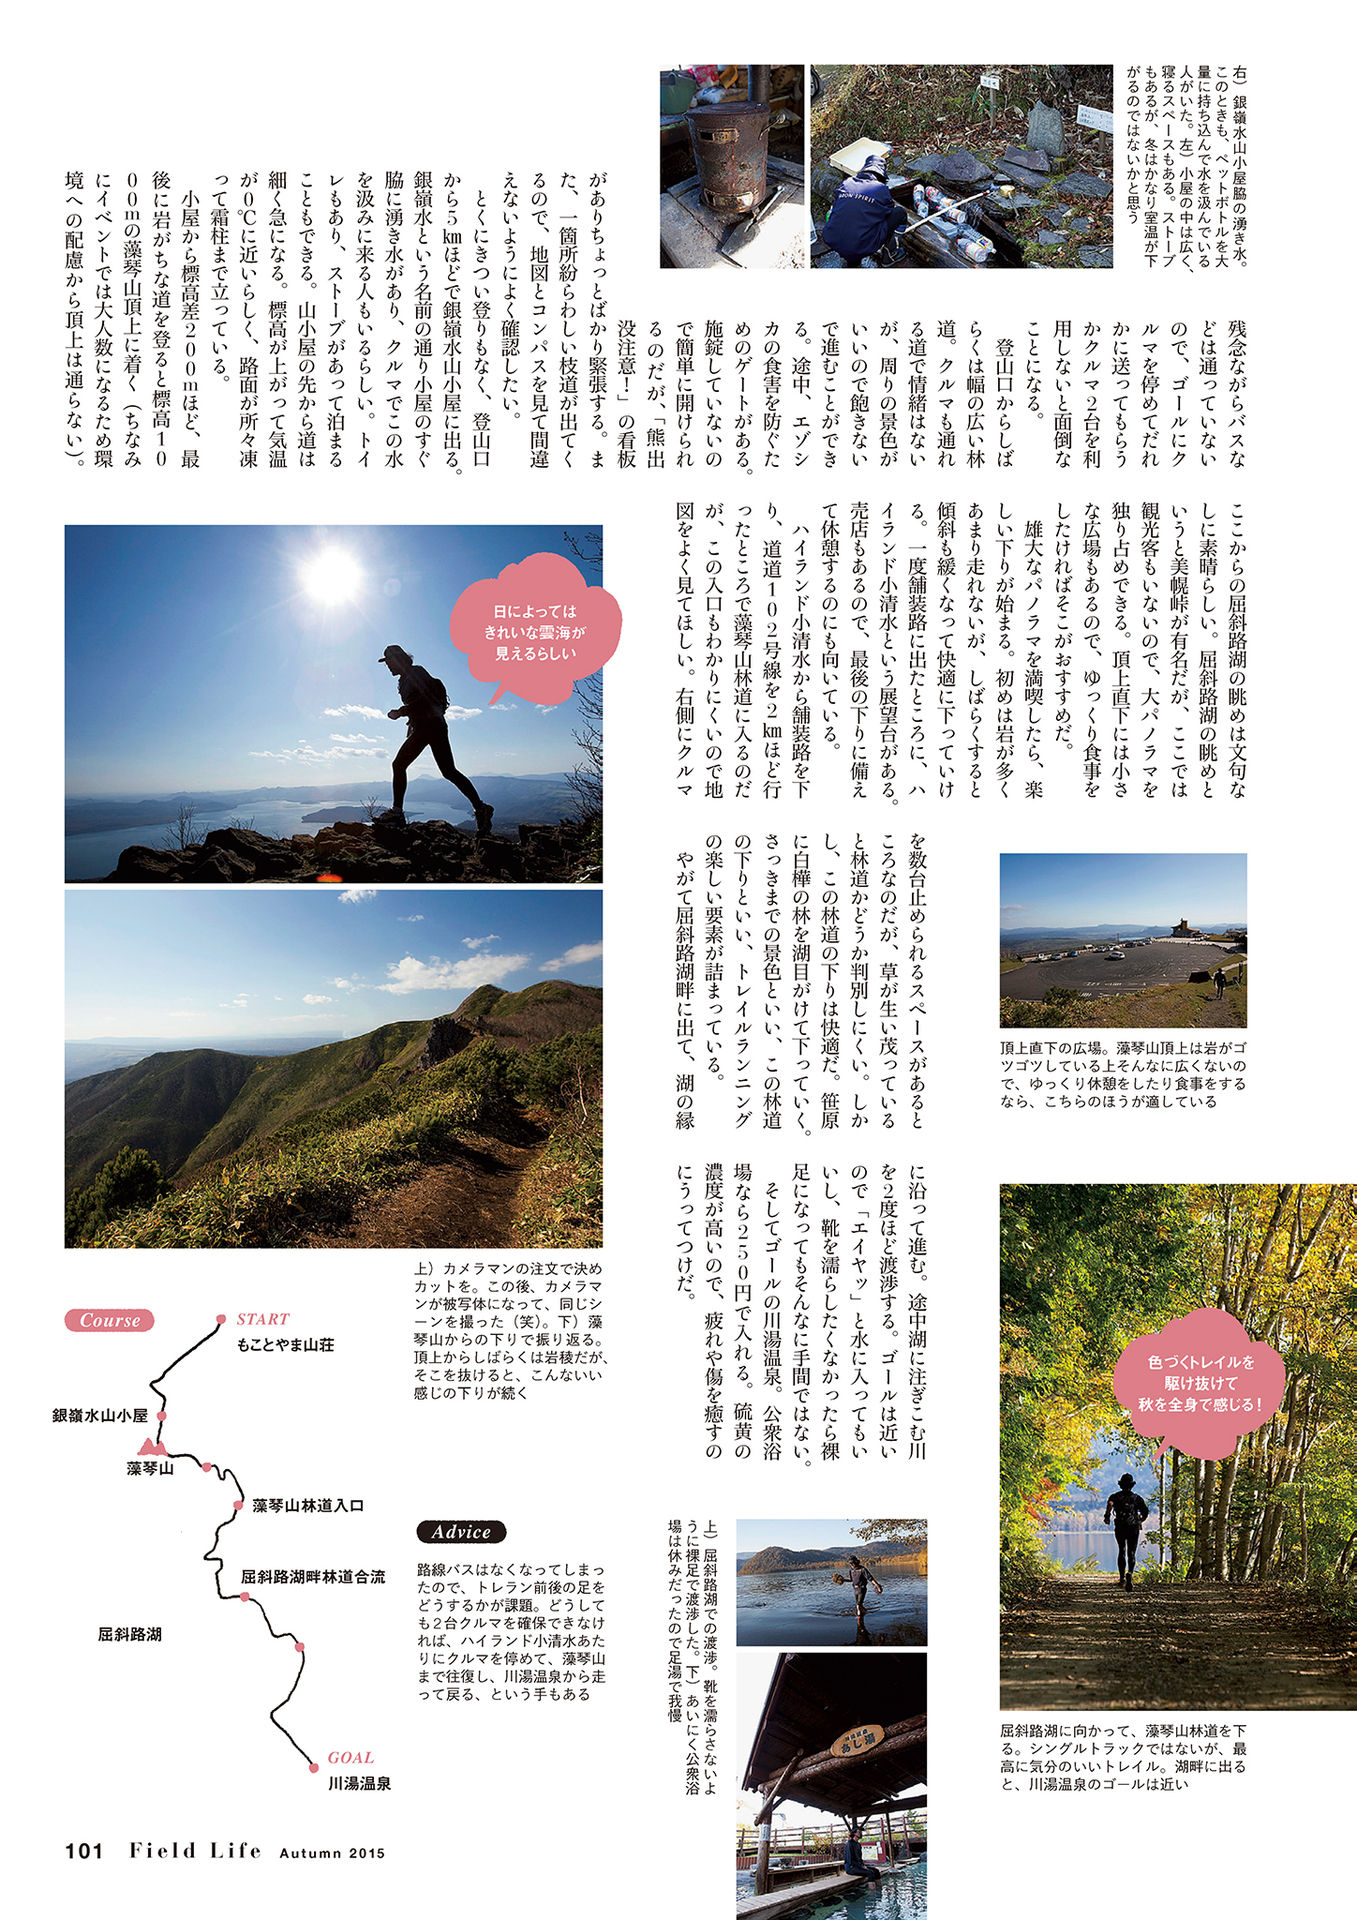 右）銀嶺水山小屋脇の湧き水。
このときも、ペットボトルを大
量に持ち込んで水を汲んでいる
人がいた。左）小屋の中は広く、
寝るスペースもある。ストーブ
もあるが、冬はかなり室温が下
がるのではないかと思う
残念ながらバスな
どは通っていない
ので、ゴールにク
ルマを停めてだれ
かに送ってもらう
かクルマ2台を利
用しないと面倒な
ことになる。
登山口からしば
らくは幅の広い林
道。クルマも通れ
る道で情緒はない
が、周りの景色が
いいので飽きない
で進むことができ
る。途中、エゾシ
カの食害を防ぐた
めのゲートがある。
施錠していないの
で簡単に開けられ
るのだが、「熊出
没注意！」の看板
がありちょっとばかり緊張する。ま
た、一箇所紛らわしい枝道が出てく
るので、地図とコンパスを見て間違
えないようによく確認したい。
とくにきつい登りもなく、登山口
から5㎞ほどで銀嶺水山小屋に出る。
銀嶺水という名前の通り小屋のすぐ
脇に湧き水があり、クルマでこの水
を汲みに来る人もいるらしい。トイ
レもあり、ストーブがあって泊まる
こともできる。山小屋の先から道は
細く急になる。標高が上がって気温
が0℃に近いらしく、路面が所々凍
って霜柱まで立っている。
小屋から標高差200mほど、最
後に岩がちな道を登ると標高10
00mの藻琴山頂上に着く（ちなみ
にイベントでは大人数になるため環
境への配慮から頂上は通らない）。
ここからの屈斜路湖の眺めは文句な
しに素晴らしい。屈斜路湖の眺めと
いうと美幌峠が有名だが、ここでは
観光客もいないので、大パノラマを
独り占めできる。頂上直下には小さ
な広場もあるので、ゆっくり食事を
したければそこがおすすめだ。
雄大なパノラマを満喫したら、楽
しい下りが始まる。初めは岩が多く
あまり走れないが、しばらくすると
傾斜も緩くなって快適に下っていけ
る。一度舗装路に出たところに、ハ
イランド小清水という展望台がある。
売店もあるので、最後の下りに備え
て休憩するのにも向いている。
ハイランド小清水から舗装路を下
り、道道102号線を2㎞ほど行
ったところで藻琴山林道に入るのだ
が、この入口もわかりにくいので地
図をよく見てほしい。右側にクルマ
を数台止められるスペースがあると
ころなのだが、草が生い茂っている
と林道かどうか判別しにくい。しか
し、この林道の下りは快適だ。笹原
に白樺の林を湖目がけて下っていく。
さっきまでの景色といい、この林道
の下りといい、トレイルランニング
の楽しい要素が詰まっている。
やがて屈斜路湖畔に出て、湖の縁
に沿って進む。途中湖に注ぎこむ川
を2度ほど渡渉する。ゴールは近い
ので「エイヤッ」と水に入ってもい
いし、靴を濡らしたくなかったら裸
足になってもそんなに手間ではない。
そしてゴールの川湯温泉。公衆浴
場なら250円で入れる。硫黄の
濃度が高いので、疲れや傷を癒すの
にうってつけだ。
日によっては
きれいな雲海が
見えるらしい
頂上直下の広場。藻琴山頂上は岩がゴ
ツゴツしている上そんなに広くないの
で、ゆっくり休憩をしたり食事をする
なら、こちらのほうが適している
色づくトレイルを
駆け抜けて
秋を全身で感じる！
屈斜路湖に向かって、藻琴山林道を下
る。シングルトラックではないが、最
高に気分のいいトレイル。湖畔に出る
と、川湯温泉のゴールは近い
上）カメラマンの注文で決め
カットを。この後、カメラマ
ンが被写体になって、同じシ
ーンを撮った（笑）。下）藻
琴山からの下りで振り返る。
頂上からしばらくは岩稜だが、
そこを抜けると、こんないい
感じの下りが続く
上）屈斜路湖での渡渉。靴を濡らさないよ
うに裸足で渡渉した。下）あいにく公衆浴
場は休みだったので足湯で我慢
あし湯
Course
START
もことやま山荘
銀嶺水山小屋
藻琴山
藻琴山林道入口
屈斜路湖畔林道合流
屈斜路湖
GOAL
川湯温泉
Advice
路線バスはなくなってしまっ
たので、トレラン前後の足を
どうするかが課題。どうして
も2台クルマを確保できなけ
れば、ハイランド小清水あた
りにクルマを停めて、藻琴山
まで往復し、川湯温泉から走
って戻る、という手もある
101 Field Life Autumn 2015